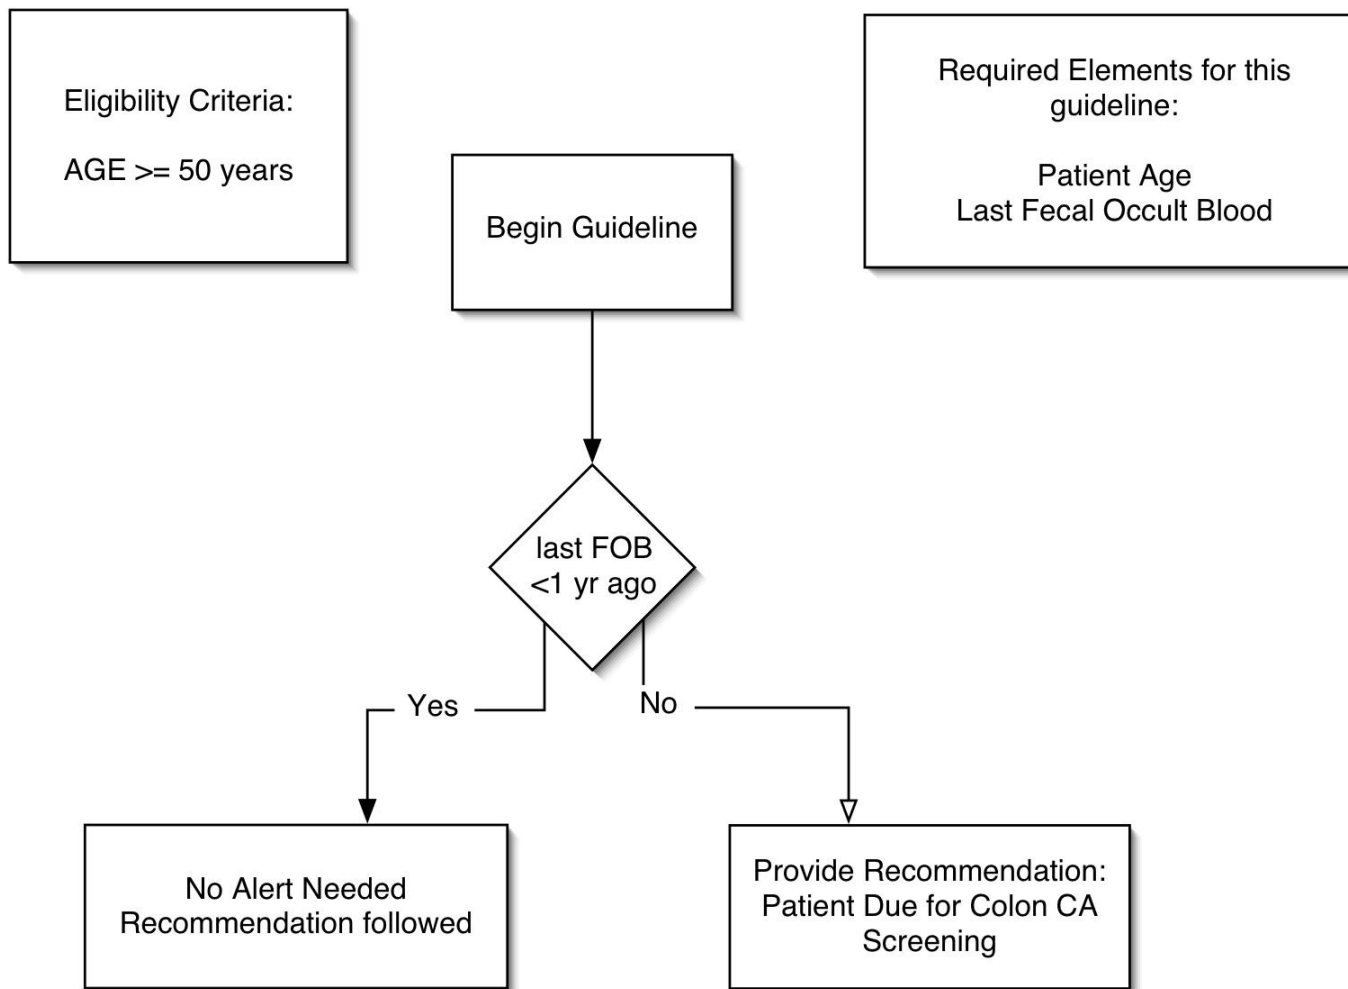 Eligibility Criteria:
AGE >= 50 years
Required Elements for this
guideline:
Patient Age
Last Fecal Occult Blood
Begin Guideline
last FOB
<1 yr ago
Yes
No
No Alert Needed
Recommendation followed
Provide Recommendation:
Patient Due for Colon CA
Screening